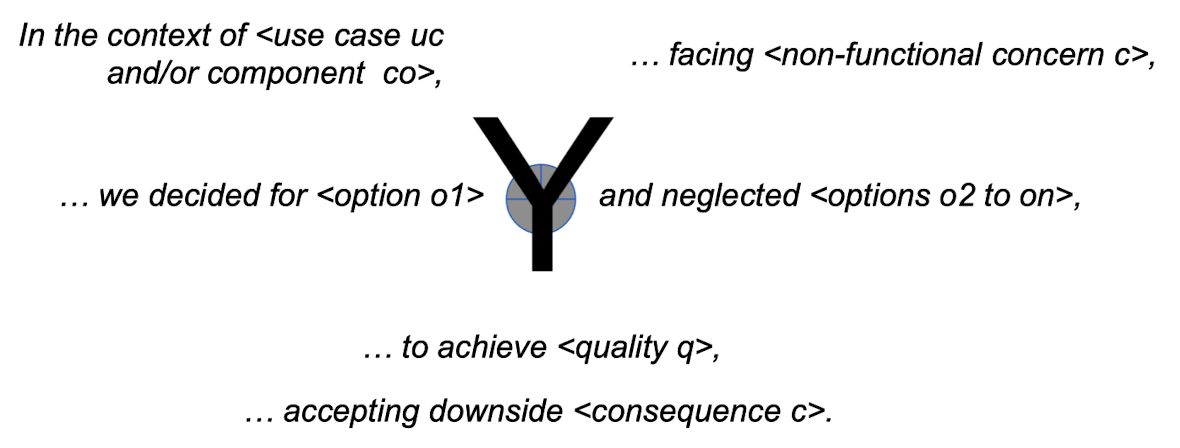 In the context of <use case uc
and/or component co>,
… facing <non-functional concern c>,
… we decided for <option o1>
Y
and neglected <options o2 to on>,
… to achieve <quality q>,
… accepting downside <consequence c>.